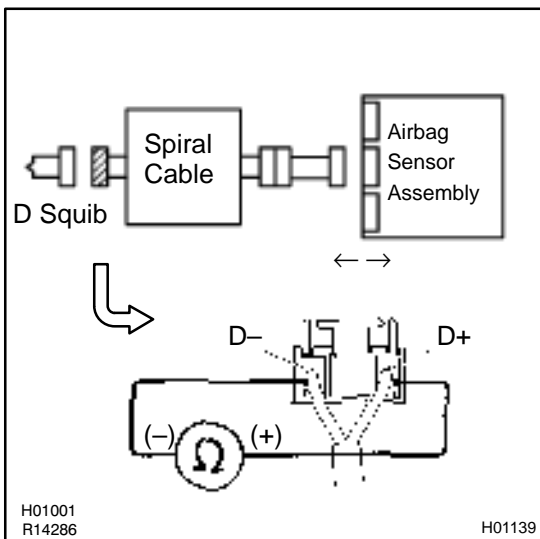 Spiral
Cable
Airbag
Sensor
Assembly
D Squib
D–
D+
(–)
Ω
(+)
H01001
R14286
H01139